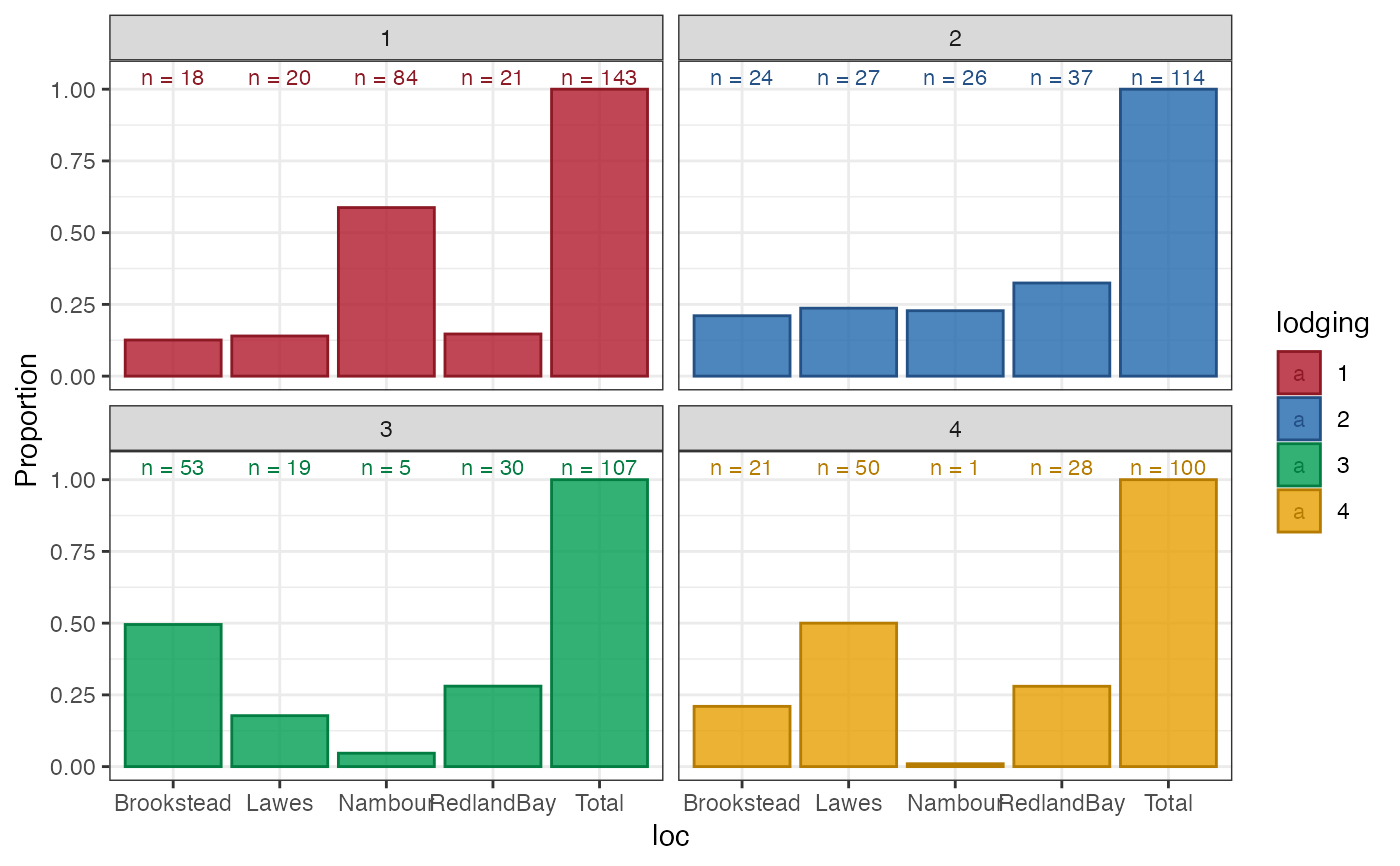 1
2
n = 18 n = 20 n = 84 n = 21 n = 143
n = 24 n = 27 n = 26 n = 37 n = 114
1.00
0.75
0.50
0.25
0.00
3
4
n = 53 n = 19 n = 5 n = 30 n = 107
n = 21 n = 50 n = 1 n = 28 n = 100
1.00
0.75
0.50
0.25
0.00
Brookstead Lawes Nambour RedlandBay Total
Brookstead Lawes Nambour RedlandBay Total
loc
Proportion
lodging
a 1
a 2
a 3
a 4